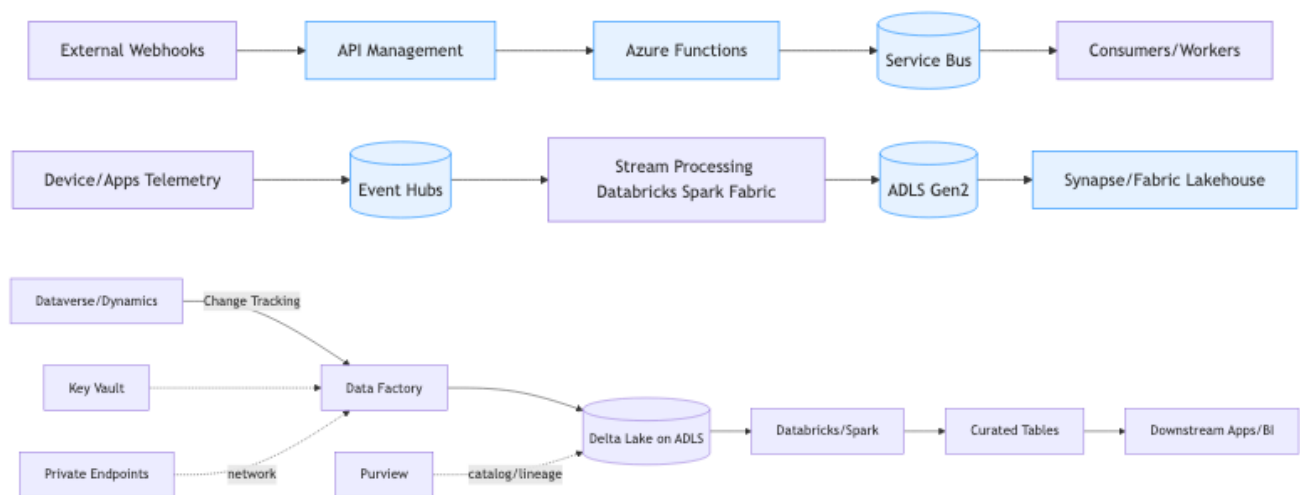 External Webhooks
API Management
Azure Functions
Service Bus
Consumers/Workers
Device/Apps Telemetry
Event Hubs
Stream Processing
Databricks Spark Fabric
ADLS Gen2
Synapse/Fabric Lakehouse
Dataverse/Dynamics
Change Tracking
Key Vault
Data Factory
Private Endpoints
network
Purview
catalog/lineage
Delta Lake on ADLS
Databricks/Spark
Curated Tables
Downstream Apps/BI